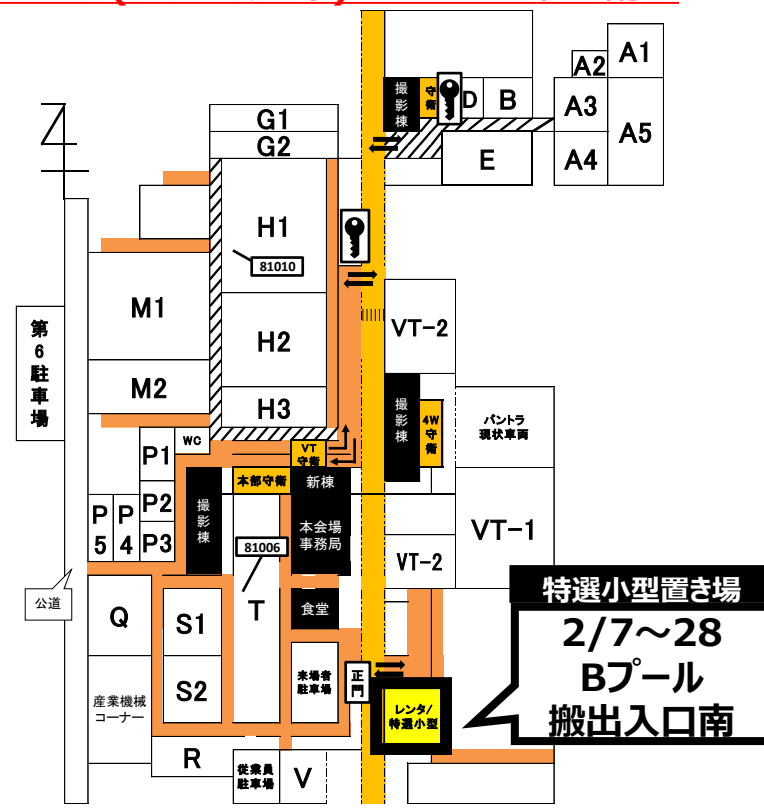 A1
A2
撮影棟
守衛
D
B
A3
A5
G1
G2
E
A4
H1
81010
M1
H2
VT-2
第6駐車場
M2
H3
撮影棟
4W
守衛
パントラ
現状車両
P1
WC
VT
守衛
本部守衛
新棟
P2
P5
P4
P3
撮影棟
本会場
事務局
81006
VT-1
VT-2
公道
Q
S1
T
食堂
特選小型置き場
2/7~28
Bプール
搬出入口南
産業機械
コーナー
S2
来場者
駐車場
正門
レンタ/
特選小型
R
従業員
駐車場
V